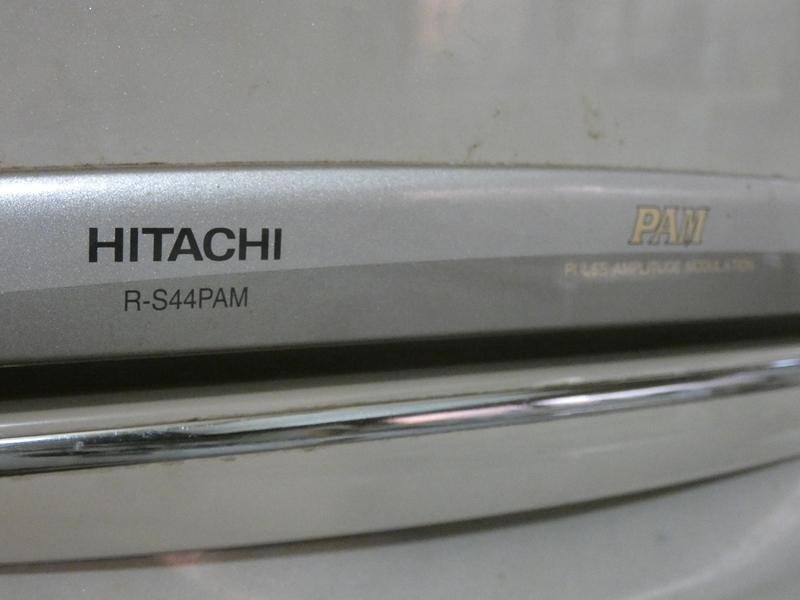 HITACHI
R-S44PAM
PAM
PULSE AMPLITUDE MODULATION